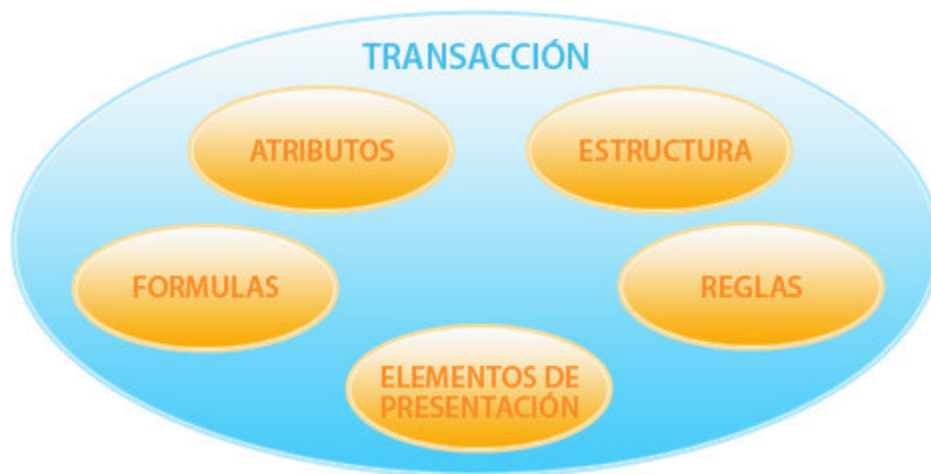 TRANSACCIÓN
ATRIBUTOS
ESTRUCTURA
FORMULAS
REGLAS
ELEMENTOS DE
PRESENTACIÓN